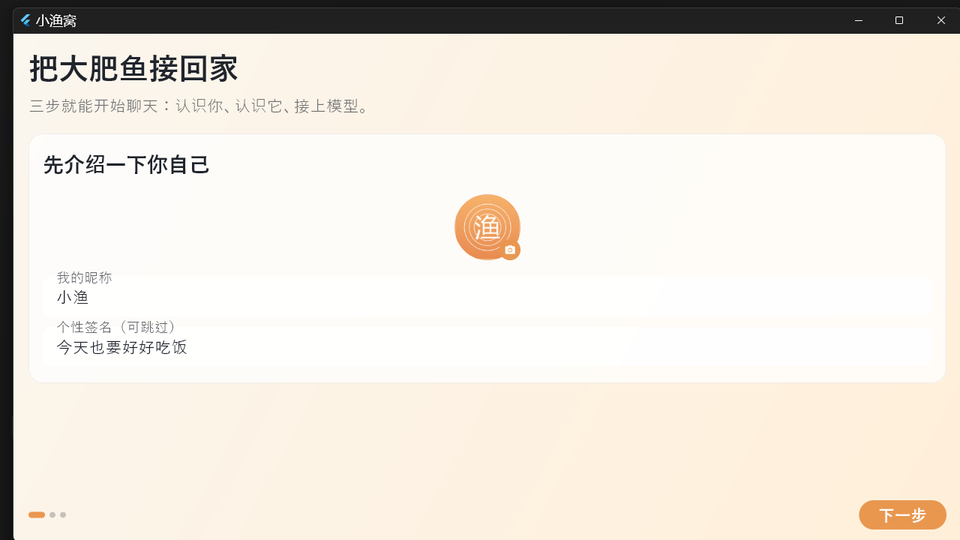 小渔窝
把大肥鱼接回家
三步就能开始聊天：认识你、认识它、接上模型。
先介绍一下你自己
渔
我的昵称
小渔
个性签名（可跳过）
今天也要好好吃饭
下一步